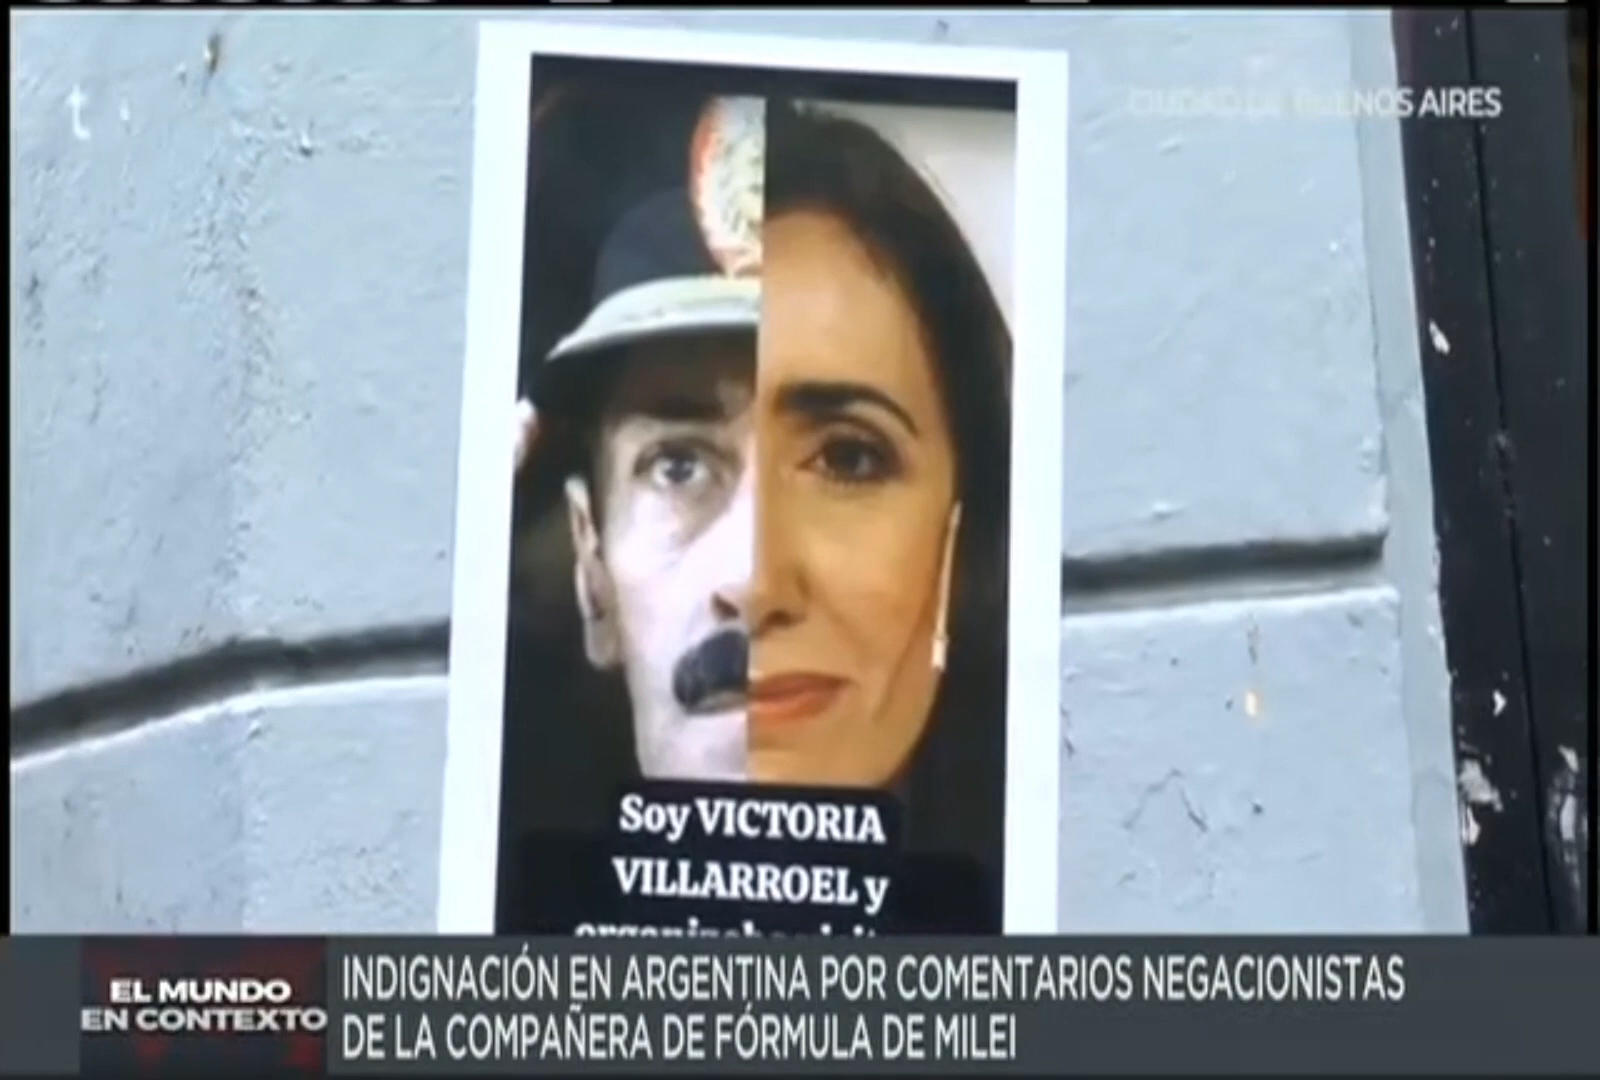 CIUDAD DE BUENOS AIRES
Soy VICTORIA
VILLARROEL y
EL MUNDO
EN CONTEXTO
INDIGNACIÓN EN ARGENTINA POR COMENTARIOS NEGACIONISTAS
DE LA COMPAÑERA DE FÓRMULA DE MILEI